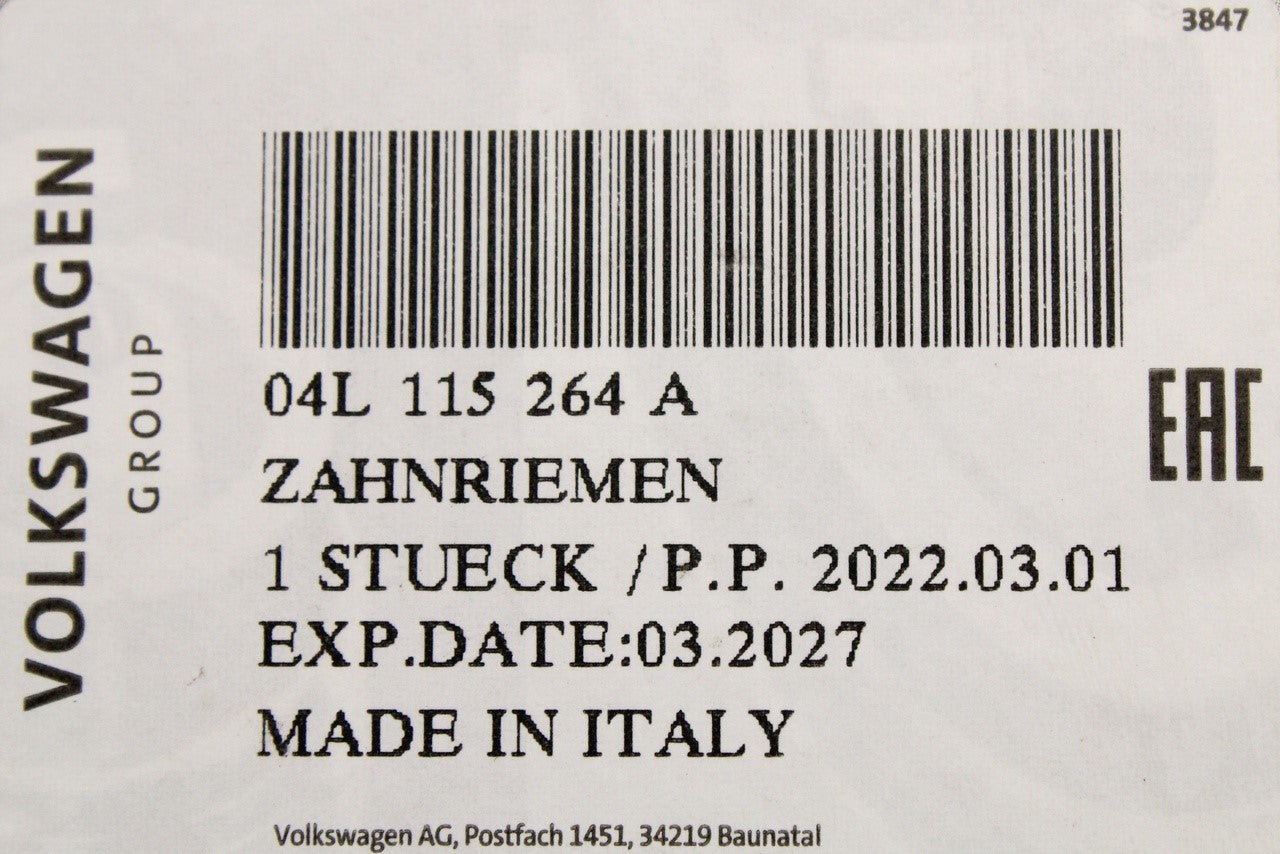 3847
VOLKSWAGEN
GROUP
04L 115 264 A
EAC
ZAHNRIEMEN
1 STUECK / P.P. 2022.03.01
EXP.DATE:03.2027
MADE IN ITALY
Volkswagen AG, Postfach 1451, 34219 Baunatal